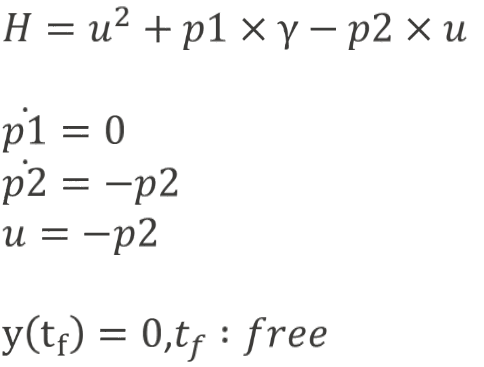 H = u² + p1 × γ − p2 × u
ṗ1 = 0
ṗ2 = −p2
u = −p2
y(t_f) = 0,t_f : free